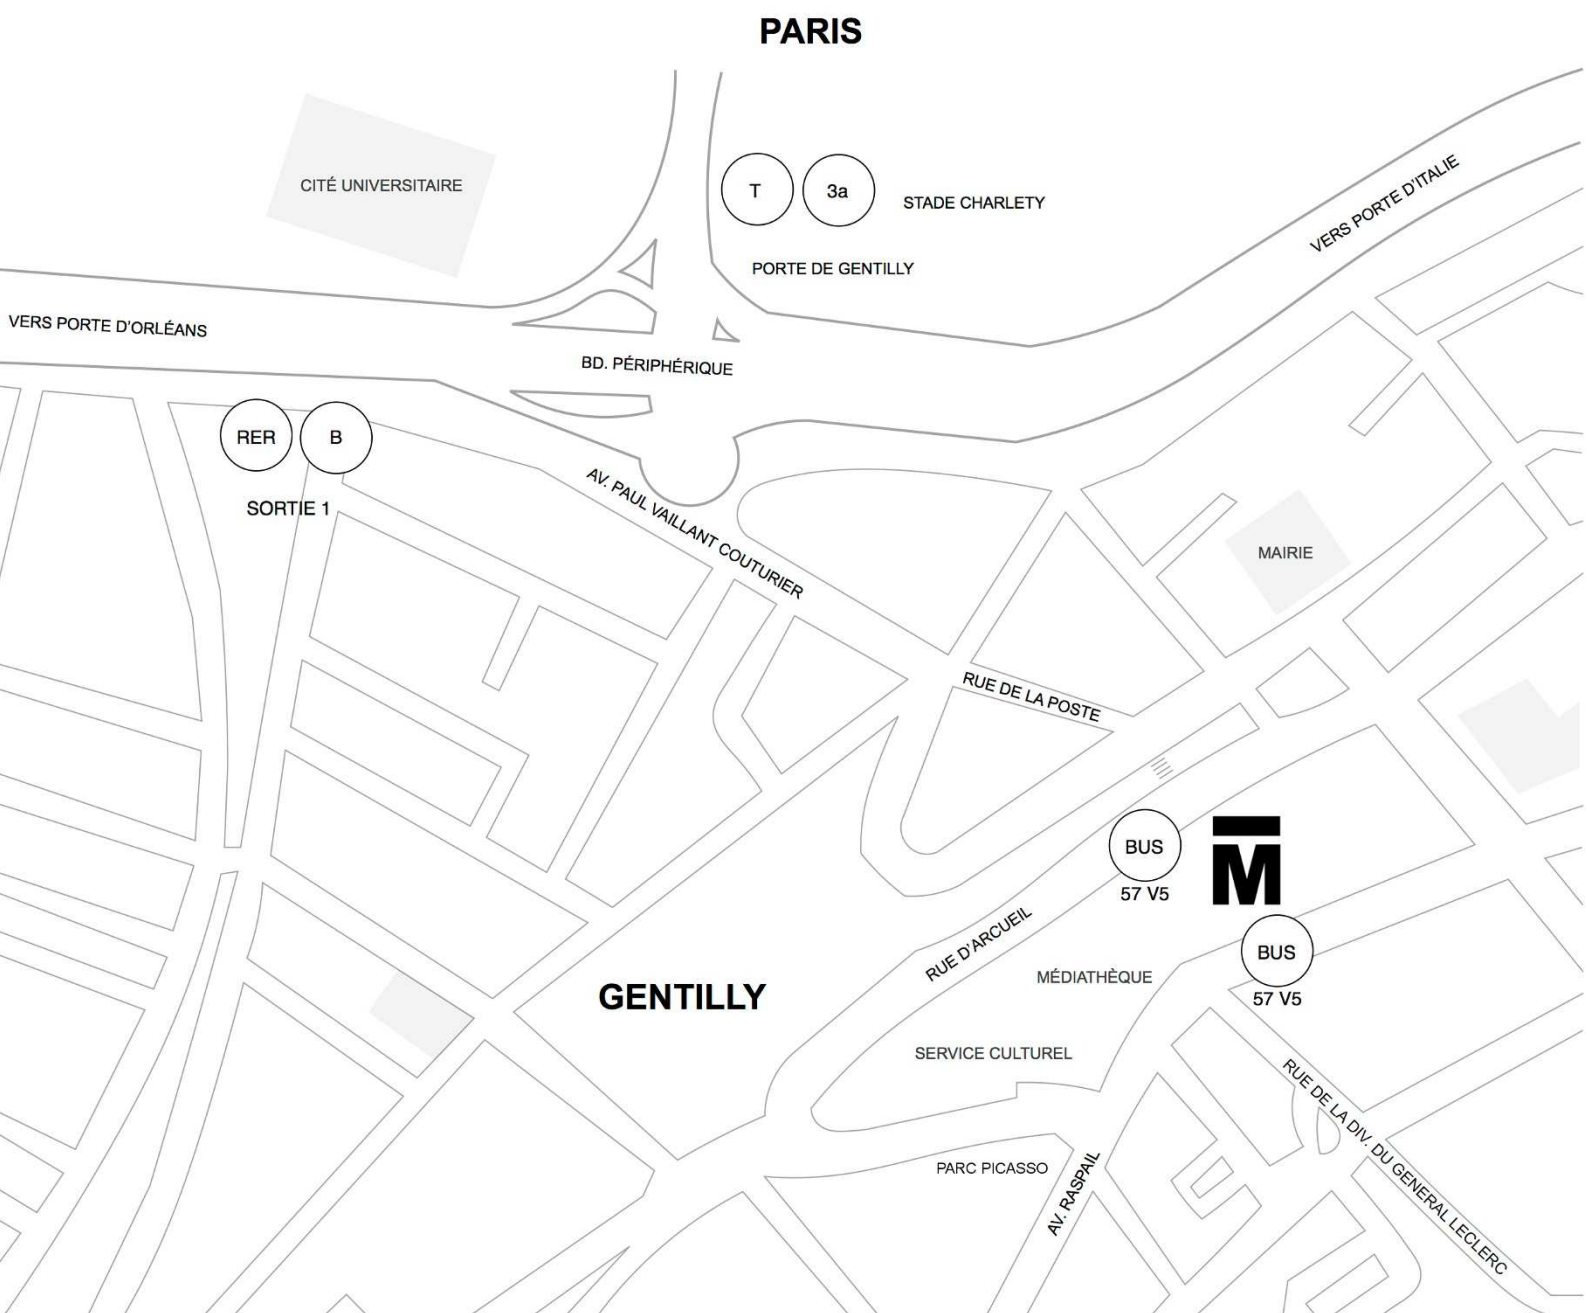 PARIS
CITÉ UNIVERSITAIRE
T
3a
STADE CHARLETY
VERS PORTE D'ITALIE
PORTE DE GENTILLY
VERS PORTE D'ORLÉANS
BD. PÉRIPHÉRIQUE
RER
B
SORTIE 1
AV. PAUL VAILLANT COUTURIER
MAIRIE
RUE DE LA POSTE
BUS
57 V5
M
RUE D'ARCUEIL
BUS
57 V5
MÉDIATHÈQUE
GENTILLY
SERVICE CULTUREL
RUE DE LA DIV. DU GENERAL LECLERC
PARC PICASSO
AV. RASPAIL